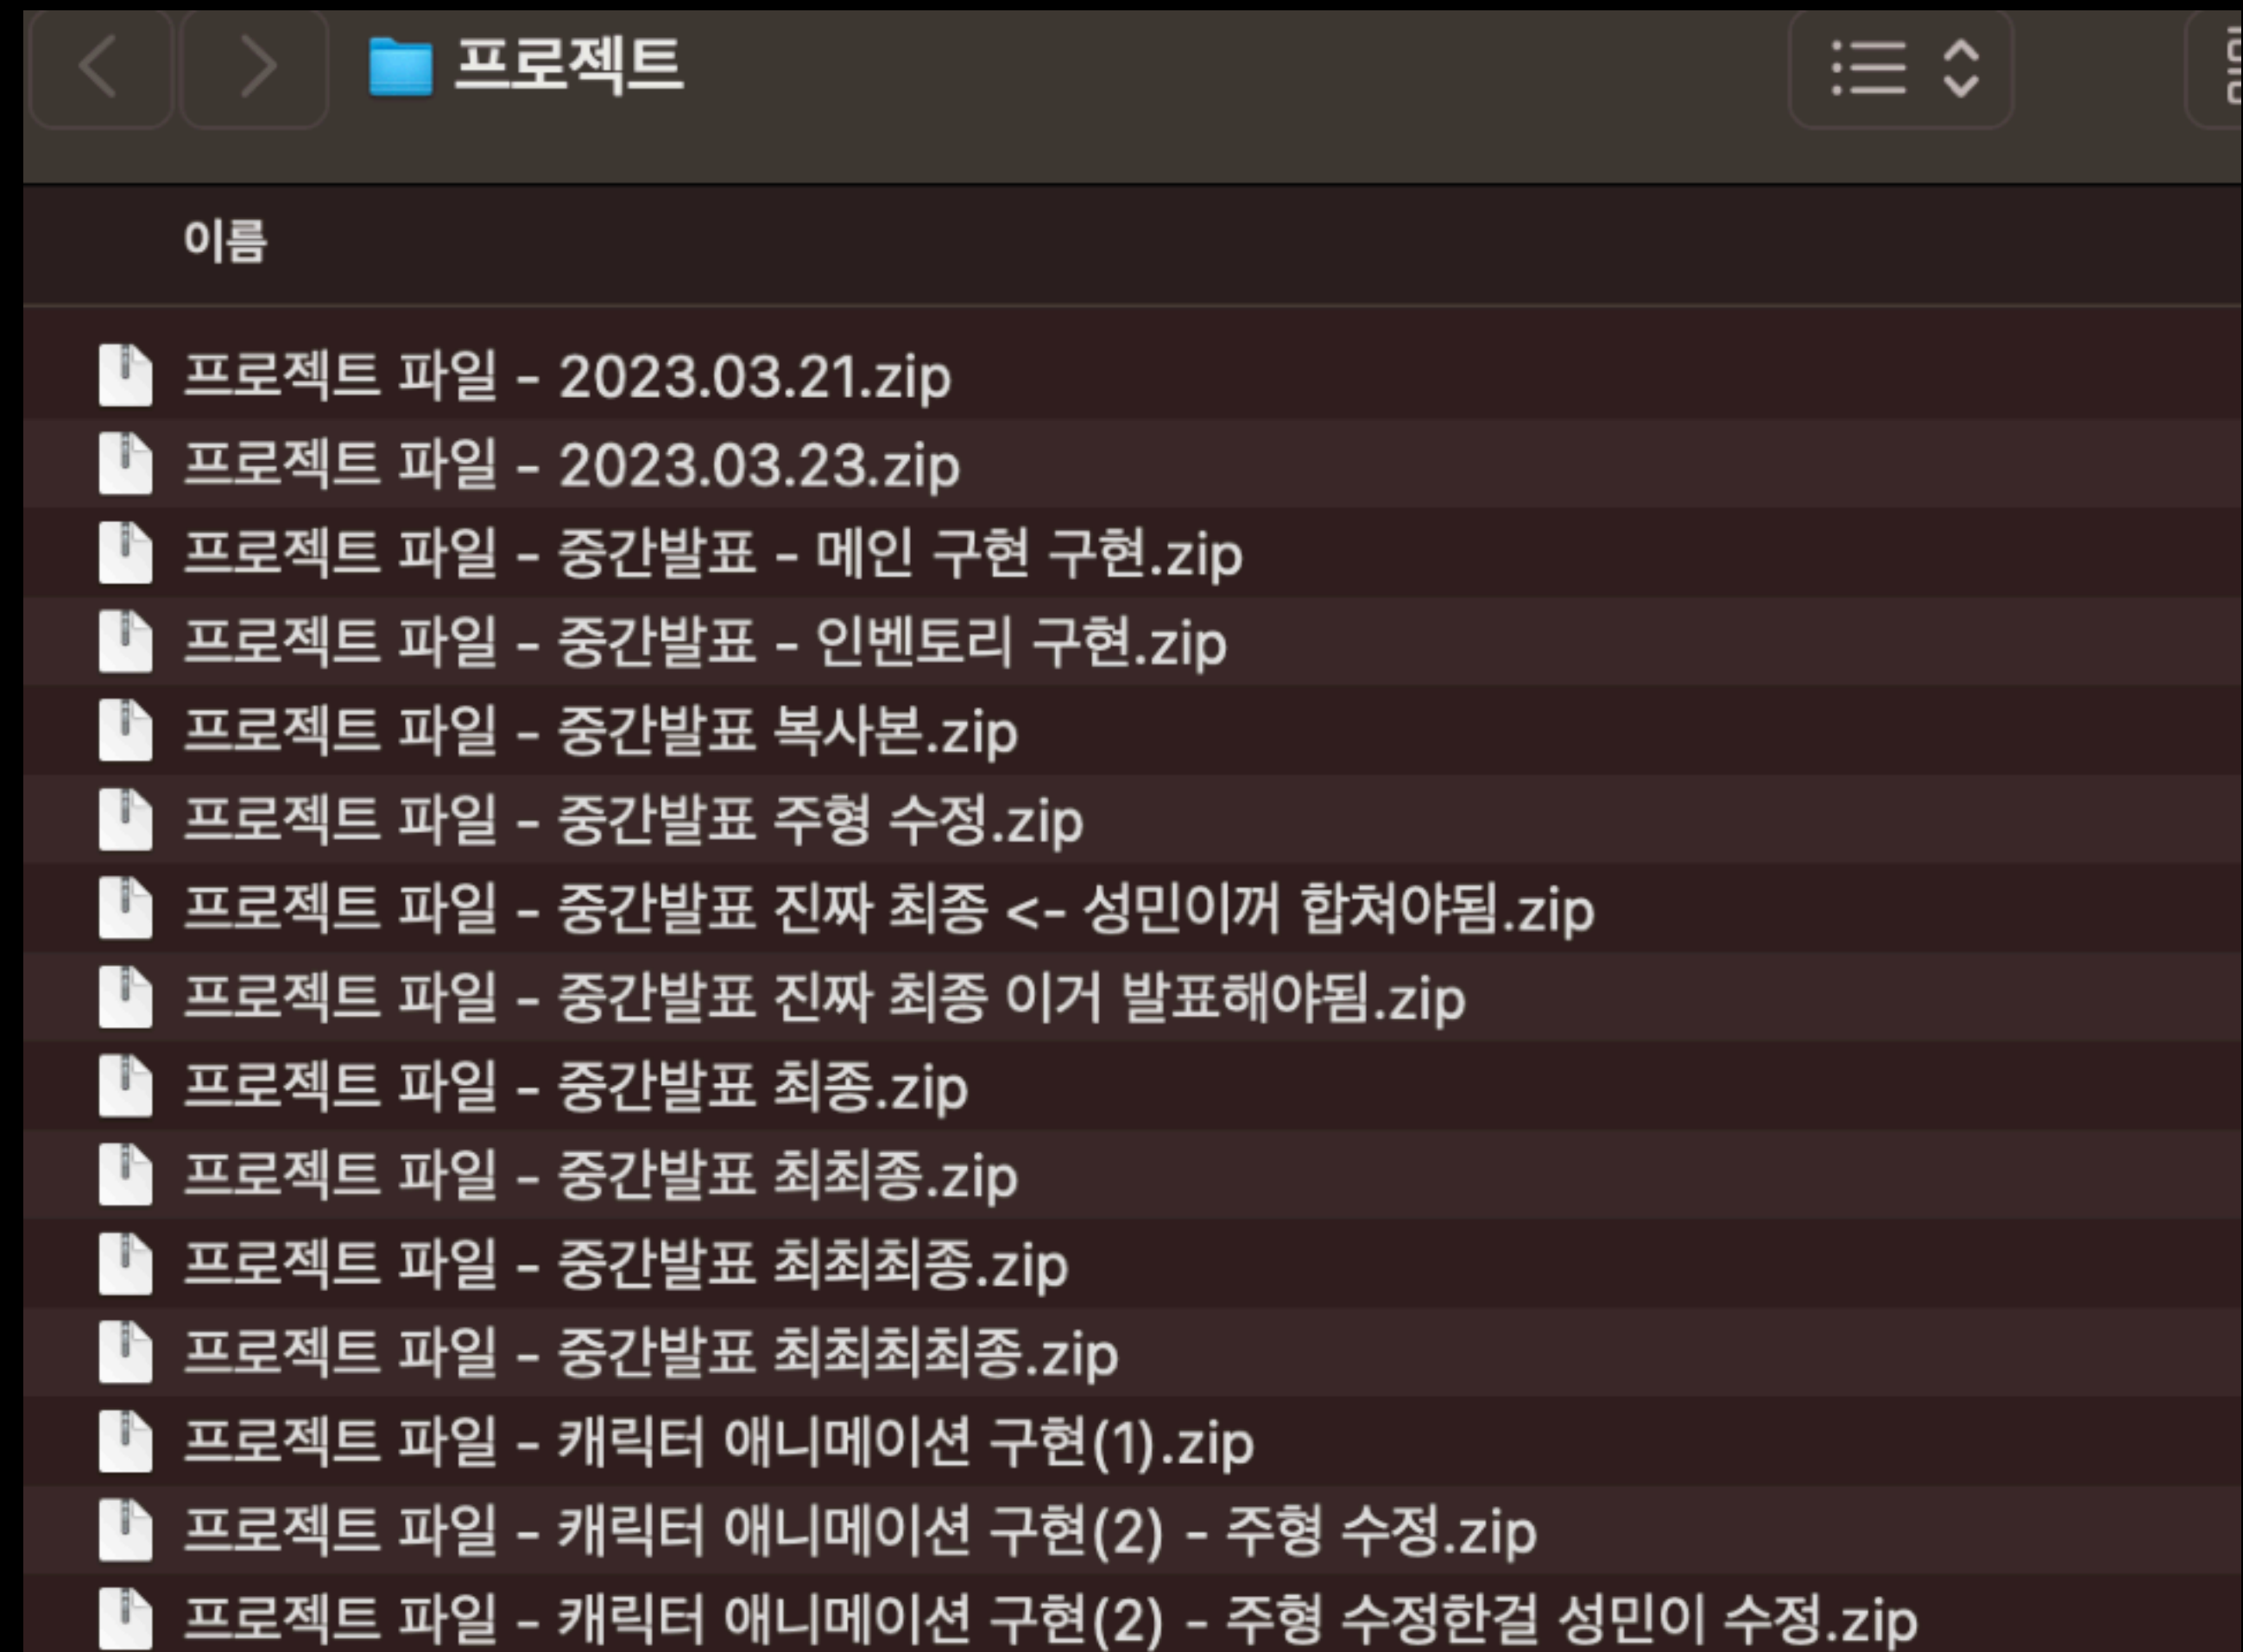 프로젝트
이름
프로젝트 파일 - 2023.03.21.zip
프로젝트 파일 - 2023.03.23.zip
프로젝트 파일 - 중간발표 - 메인 구현 구현.zip
프로젝트 파일 - 중간발표 - 인벤토리 구현.zip
프로젝트 파일 - 중간발표 복사본.zip
프로젝트 파일 - 중간발표 주형 수정.zip
프로젝트 파일 - 중간발표 진짜 최종 <- 성민이꺼 합쳐야됨.zip
프로젝트 파일 - 중간발표 진짜 최종 이거 발표해야됨.zip
프로젝트 파일 - 중간발표 최종.zip
프로젝트 파일 - 중간발표 최최종.zip
프로젝트 파일 - 중간발표 최최최종.zip
프로젝트 파일 - 중간발표 최최최최종.zip
프로젝트 파일 - 캐릭터 애니메이션 구현(1).zip
프로젝트 파일 - 캐릭터 애니메이션 구현(2) - 주형 수정.zip
프로젝트 파일 - 캐릭터 애니메이션 구현(2) - 주형 수정한걸 성민이 수정.zip